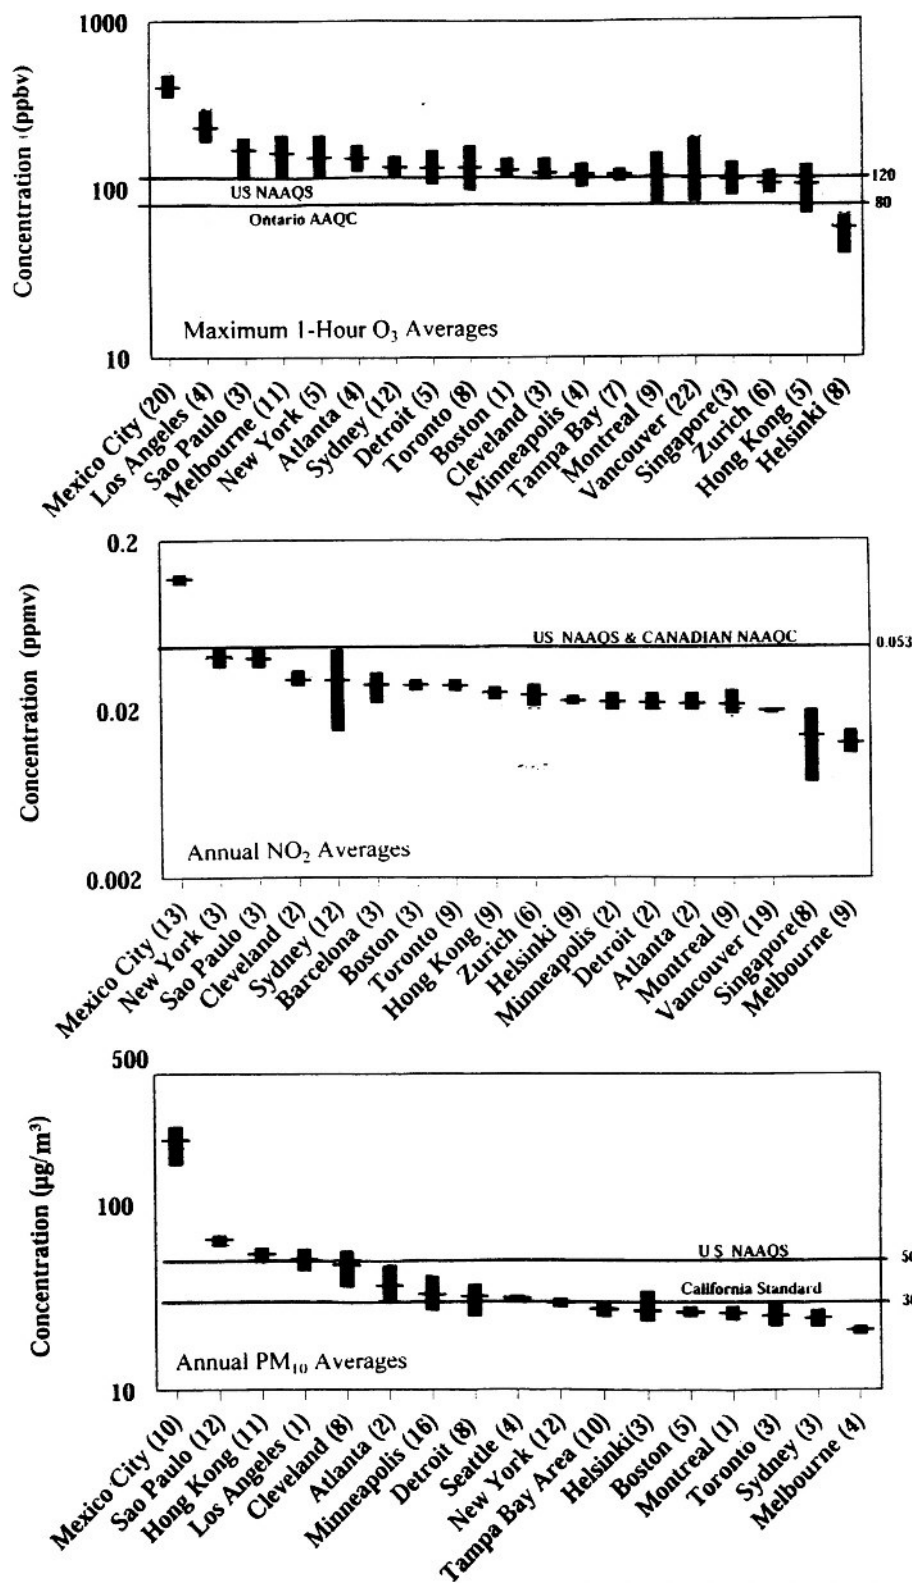 1000
Concentration (ppbv)
100
10
US NAAQS
Ontario AAQC
120
80
Maximum 1-Hour O₃ Averages
Mexico City (20)
Los Angeles (4)
Sao Paulo (3)
Melbourne (11)
New York (5)
Atlanta (4)
Sydney (12)
Detroit (5)
Toronto (8)
Boston (1)
Cleveland (3)
Minneapolis (4)
Tampa Bay (7)
Montreal (9)
Vancouver (22)
Singapore(3)
Zurich (6)
Hong Kong (5)
Helsinki (8)
0.2
Concentration (ppmv)
0.02
0.002
US NAAQS & CANADIAN NAAQC
0.053
Annual NO₂ Averages
Mexico City (13)
New York (3)
Sao Paulo (3)
Cleveland (2)
Sydney (12)
Barcelona (3)
Boston (3)
Toronto (9)
Hong Kong (9)
Zurich (6)
Helsinki (9)
Minneapolis (2)
Detroit (2)
Atlanta (2)
Montreal (9)
Vancouver (19)
Singapore(8)
Melbourne (9)
500
Concentration (µg/m³)
100
10
US NAAQS
California Standard
Annual PM₁₀ Averages
Mexico City (10)
Sao Paulo (12)
Hong Kong (11)
Los Angeles (1)
Cleveland (8)
Atlanta (2)
Minneapolis (16)
Detroit (8)
Seattle (4)
New York (12)
Tampa Bay Area (10)
Helsinki(3)
Boston (5)
Montreal (1)
Toronto (3)
Sydney (3)
Melbourne (4)